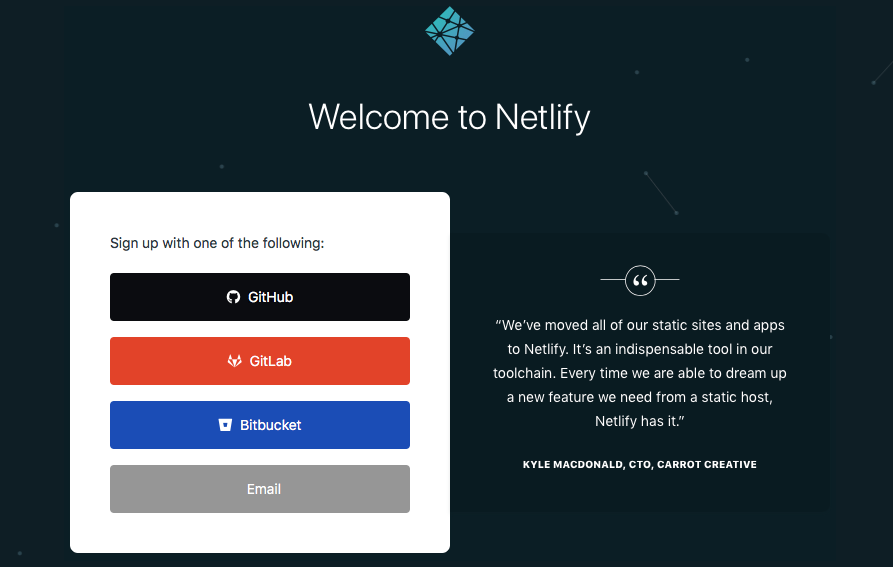 Welcome to Netlify
Sign up with one of the following:
GitHub
GitLab
Bitbucket
Email
“We’ve moved all of our static sites and apps
to Netlify. It’s an indispensable tool in our
toolchain. Every time we are able to dream up
a new feature we need from a static host,
Netlify has it.”
KYLE MACDONALD, CTO, CARROT CREATIVE